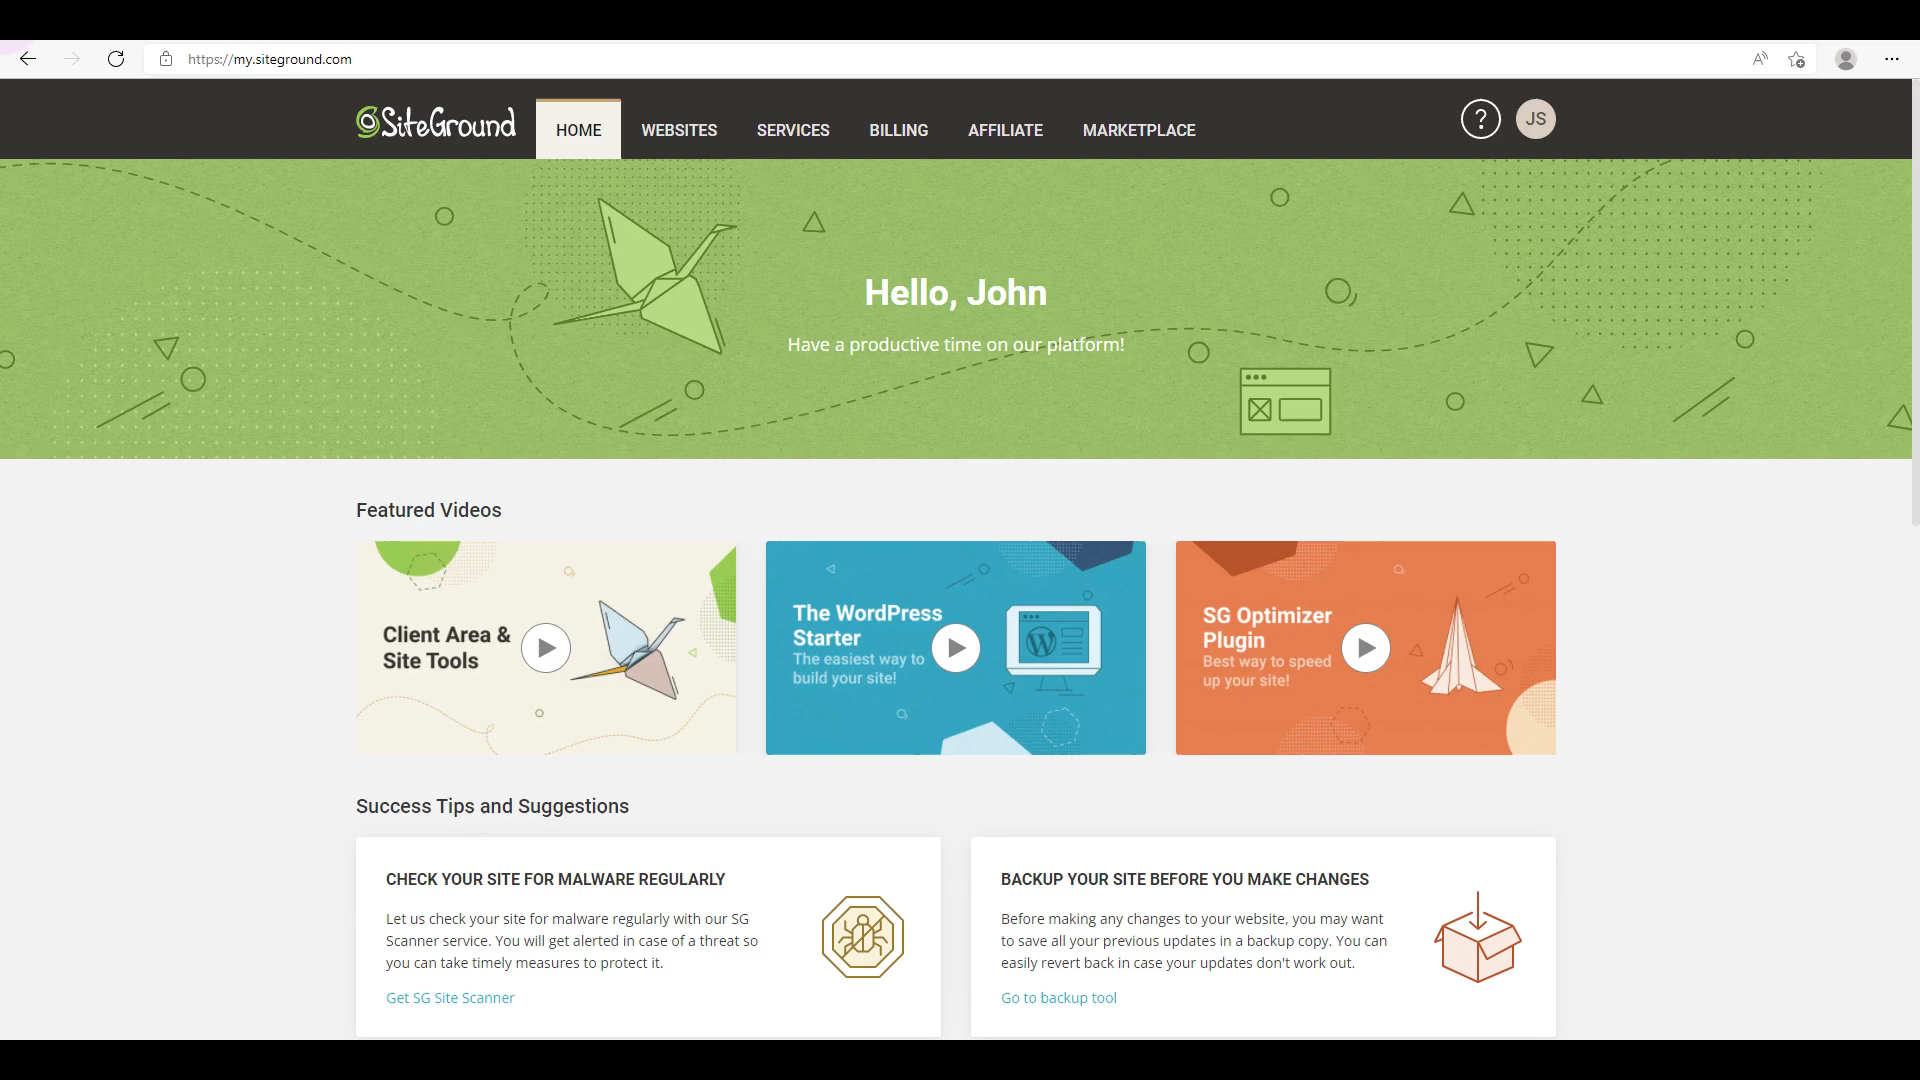 https://my.siteground.com
SiteGround
HOME
WEBSITES
SERVICES
BILLING
AFFILIATE
MARKETPLACE
?
JS
Hello, John
Have a productive time on our platform!
Featured Videos
Client Area &
Site Tools
The WordPress
Starter
The easiest way to
build your site!
SG Optimizer
Plugin
Best way to speed
up your site!
Success Tips and Suggestions
CHECK YOUR SITE FOR MALWARE REGULARLY
Let us check your site for malware regularly with our SG
Scanner service. You will get alerted in case of a threat so
you can take timely measures to protect it.
Get SG Site Scanner
BACKUP YOUR SITE BEFORE YOU MAKE CHANGES
Before making any changes to your website, you may want
to save all your previous updates in a backup copy. You can
easily revert back in case your updates don't work out.
Go to backup tool